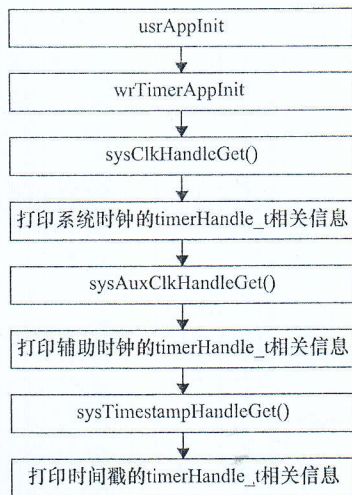 usrAppInit
wrTimerAppInit
sysClkHandleGet()
打印系统时钟的timerHandle_t相关信息
sysAuxClkHandleGet()
打印辅助时钟的timerHandle_t相关信息
sysTimestampHandleGet()
打印时间戳的timerHandle_t相关信息